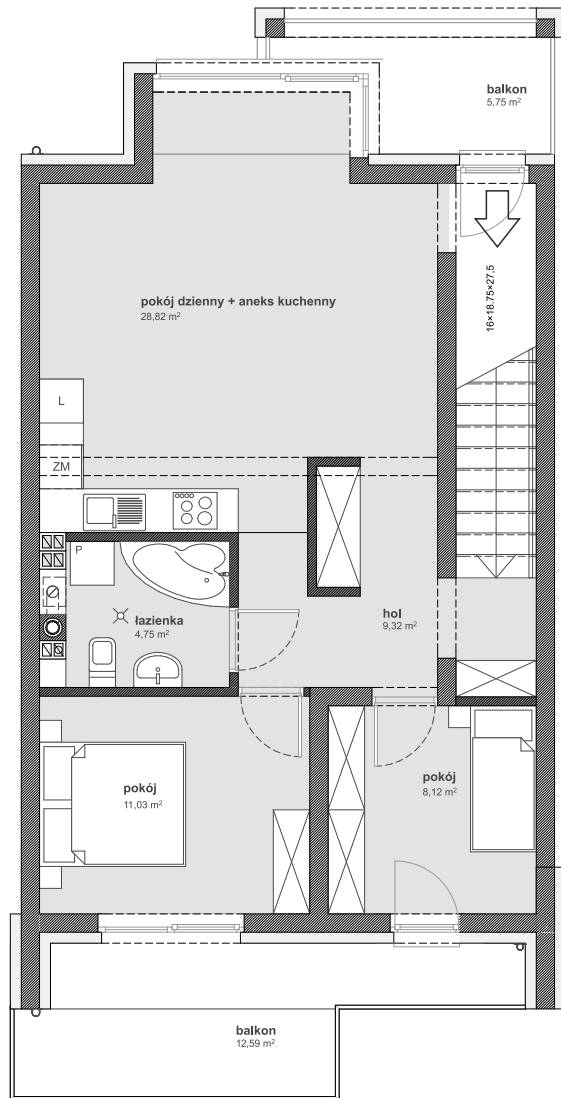 balkon
5,75 m²
16×18.75×27,5
pokój dzienny + aneks kuchenny
28,82 m²
L
ZM
P
łazienka
4,75 m²
hol
9,32 m²
pokój
11,03 m²
pokój
8,12 m²
balkon
12,59 m²